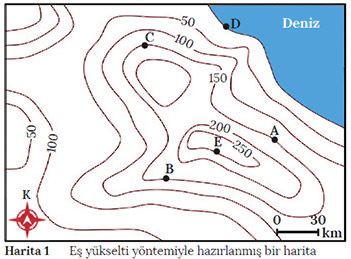 50
D
Deniz
C
100
150
200
A
250
E
50
100
B
K
0 30
km
Harita 1 Eş yükselti yöntemiyle hazırlanmış bir harita